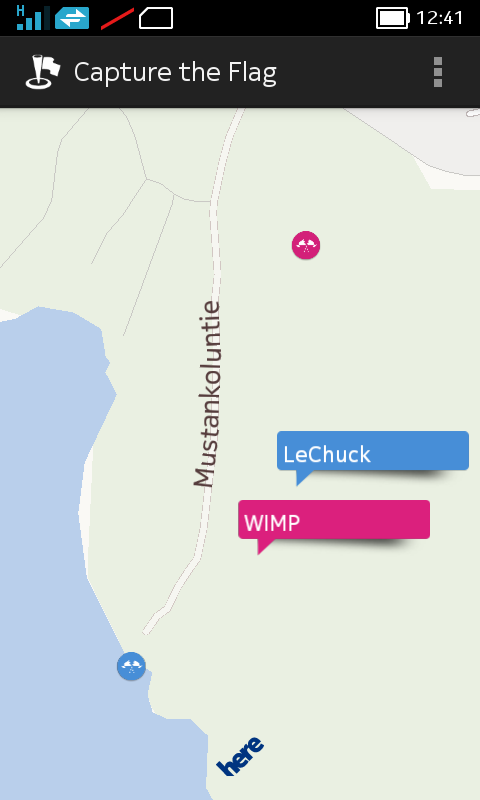 H
12:41
Capture the Flag
Mustankoluntie
LeChuck
WIMP
here